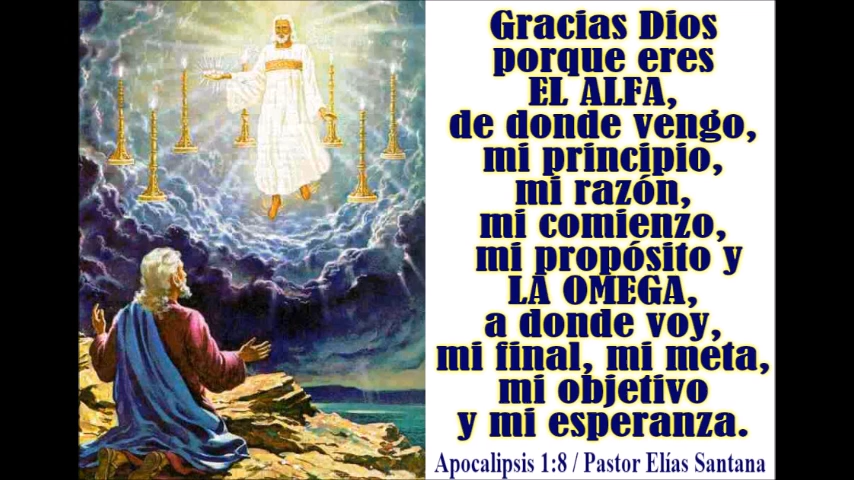 Gracias Dios
porque eres
EL ALFA,
de donde vengo,
mi principio,
mi razón,
mi comienzo,
mi propósito y
LA OMEGA,
a donde voy,
mi final, mi meta,
mi objetivo
y mi esperanza.
Apocalipsis 1:8 / Pastor Elías Santana